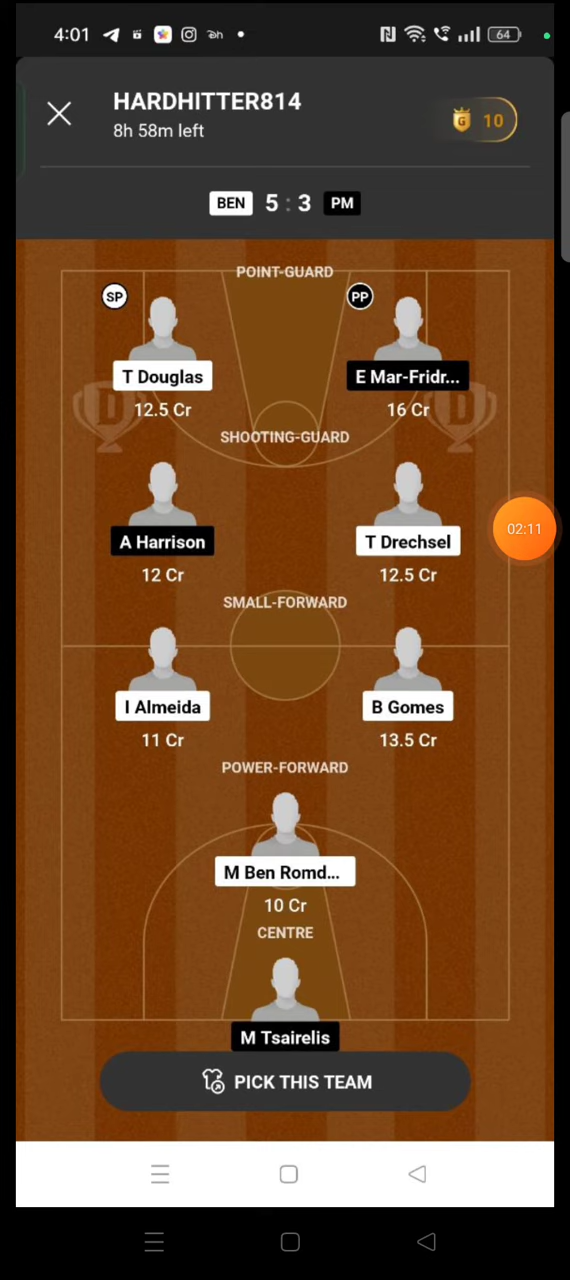 4:01
64
HARDHITTER814
8h 58m left
G 10
BEN 5 : 3 PM
POINT-GUARD
SP PP
T Douglas E Mar-Fridr...
12.5 Cr 16 Cr
SHOOTING-GUARD
A Harrison T Drechsel
12 Cr 12.5 Cr
02:11
SMALL-FORWARD
I Almeida B Gomes
11 Cr 13.5 Cr
POWER-FORWARD
M Ben Romd...
10 Cr
CENTRE
M Tsairelis
PICK THIS TEAM